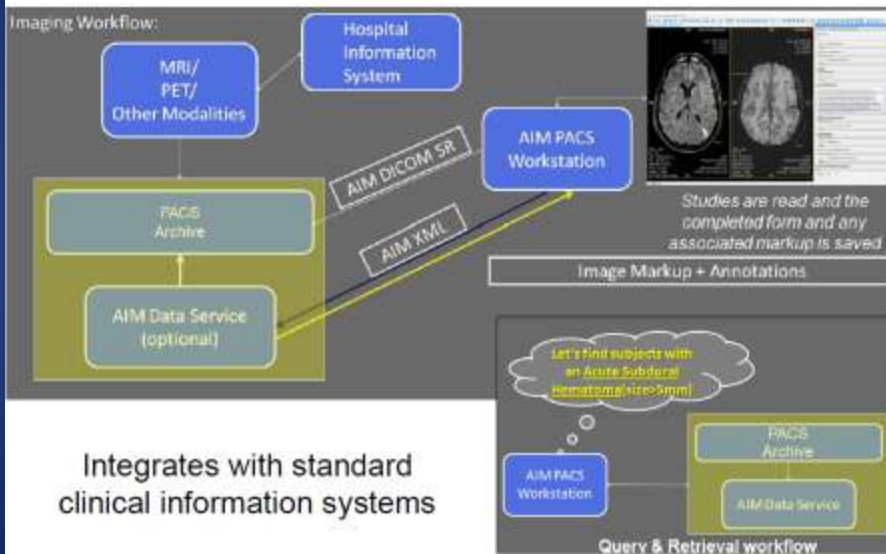 Imaging Workflow:
MRI/
PET/
Other Modalities
Hospital
Information
System
AIM PACS
Workstation
AIM DICOM SR
AIM XML
PACS
Archive
AIM Data Service
(optional)
Studies are read and the
completed form and any
associated markup is saved
Image Markup + Annotations
Let's find subjects with
an Acute Subdural
Hematoma(size>5mm)
AIM PACS
Workstation
PACS
Archive
AIM Data Service
Query & Retrieval workflow
Integrates with standard
clinical information systems